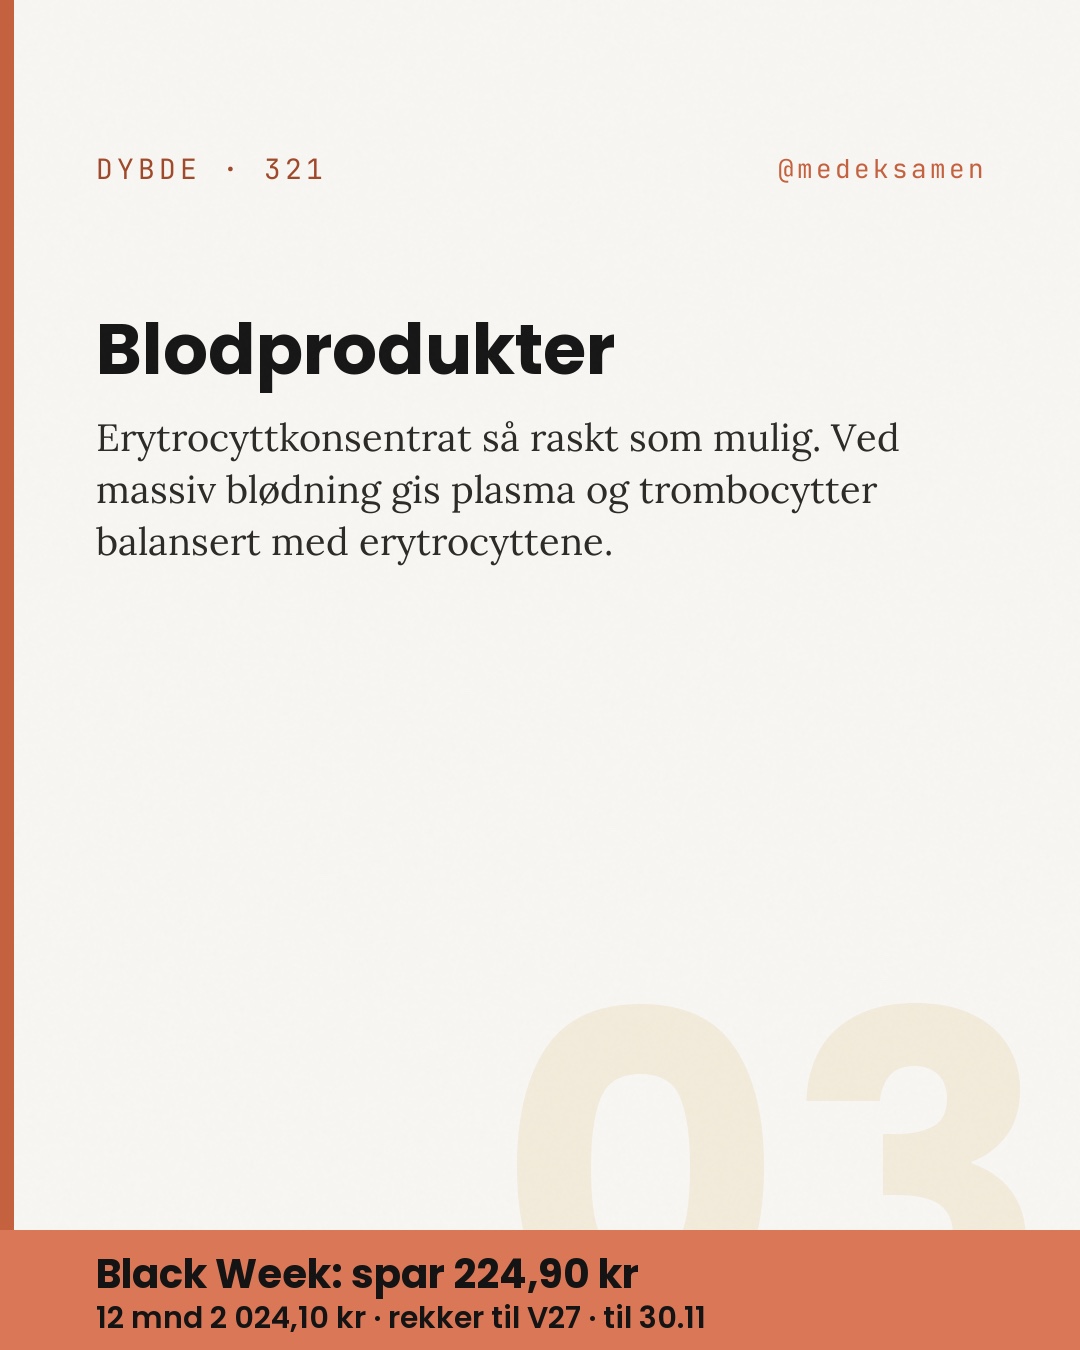 DYBDE · 321
@medeksamen
Blodprodukter
Erytrocyttkonsentrat så raskt som mulig. Ved
massiv blødning gis plasma og trombocytter
balansert med erytrocyttene.
03
Black Week: spar 224,90 kr
12 mnd 2 024,10 kr · rekker til V27 · til 30.11